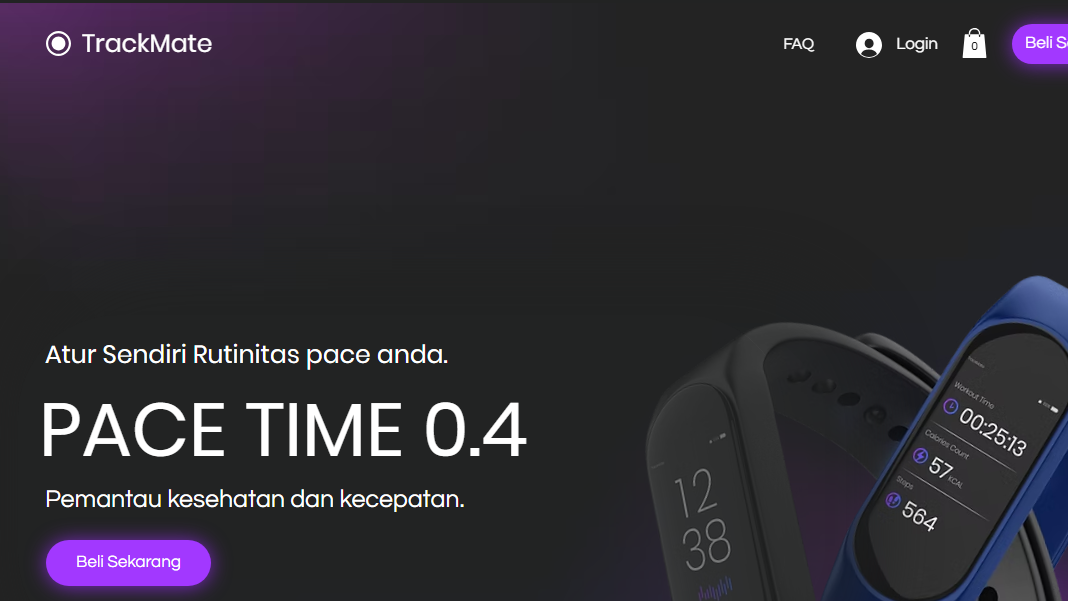 TrackMate
FAQ
Login
0
Beli
Atur Sendiri Rutinitas pace anda.
PACE TIME 0.4
Pemantau kesehatan dan kecepatan.
Beli Sekarang
12
38
Workout Time
00:25:13
Calories Count
57 KCAL
Steps
564